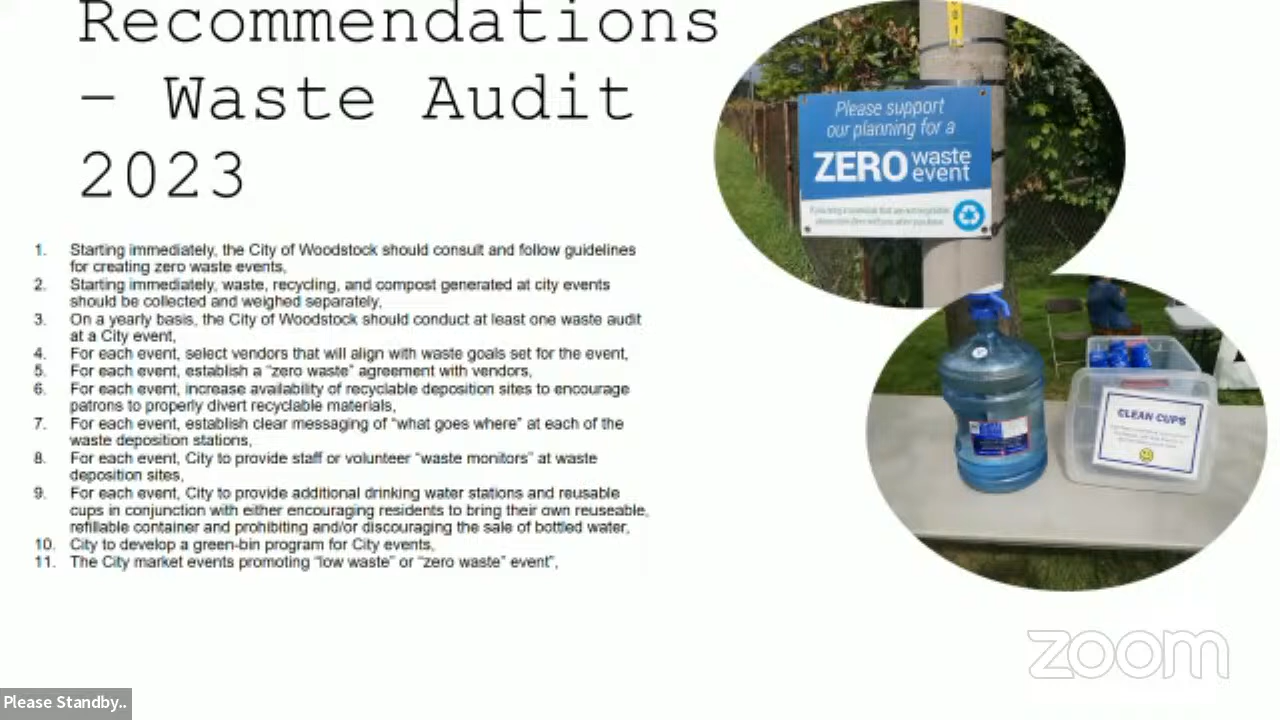 Recommendations
– Waste Audit
2023
1. Starting immediately, the City of Woodstock should consult and follow guidelines
for creating zero waste events,
2. Starting immediately, waste, recycling, and compost generated at city events
should be collected and weighed separately,
3. On a yearly basis, the City of Woodstock should conduct at least one waste audit
at a City event,
4. For each event, select vendors that will align with waste goals set for the event,
5. For each event, establish a “zero waste” agreement with vendors,
6. For each event, increase availability of recyclable deposition sites to encourage
patrons to properly divert recyclable materials,
7. For each event, establish clear messaging of “what goes where” at each of the
waste deposition stations,
8. For each event, City to provide staff or volunteer “waste monitors” at waste
deposition sites,
9. For each event, City to provide additional drinking water stations and reusable
cups in conjunction with either encouraging residents to bring their own reuseable,
refillable container and prohibiting and/or discouraging the sale of bottled water,
10. City to develop a green-bin program for City events,
11. The City market events promoting “low waste” or “zero waste” event”,
Please support
our planning for a
ZERO waste
event
CLEAN CUPS
zoom
Please Standby..